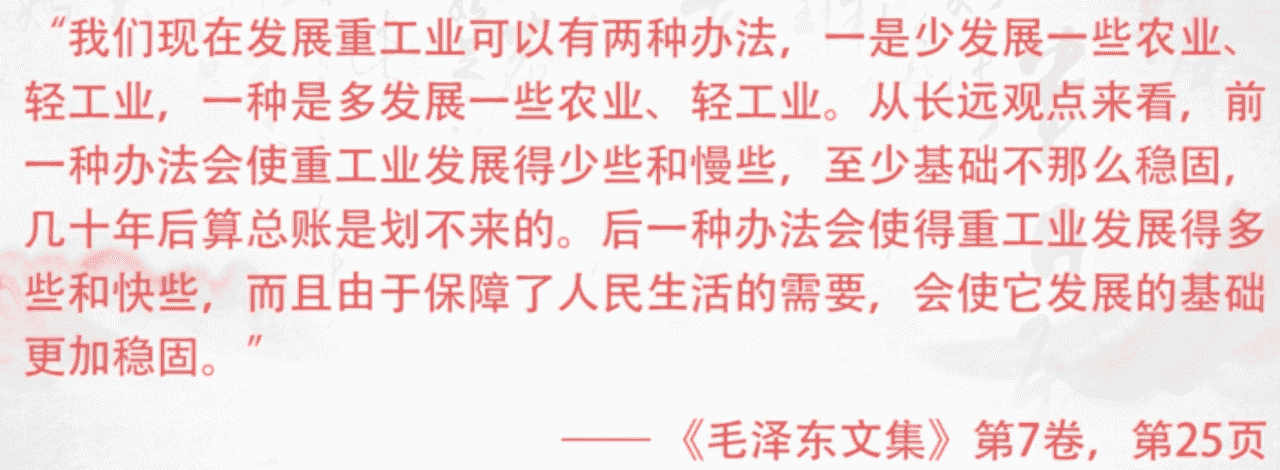 “我们现在发展重工业可以有两种办法，一是少发展一些农业、
轻工业，一种是多发展一些农业、轻工业。从长远观点来看，前
一种办法会使重工业发展得少些和慢些，至少基础不那么稳固，
几十年后算总账是划不来的。后一种办法会使得重工业发展得多
些和快些，而且由于保障了人民生活的需要，会使它发展的基础
更加稳固。”
——《毛泽东文集》第7卷，第25页